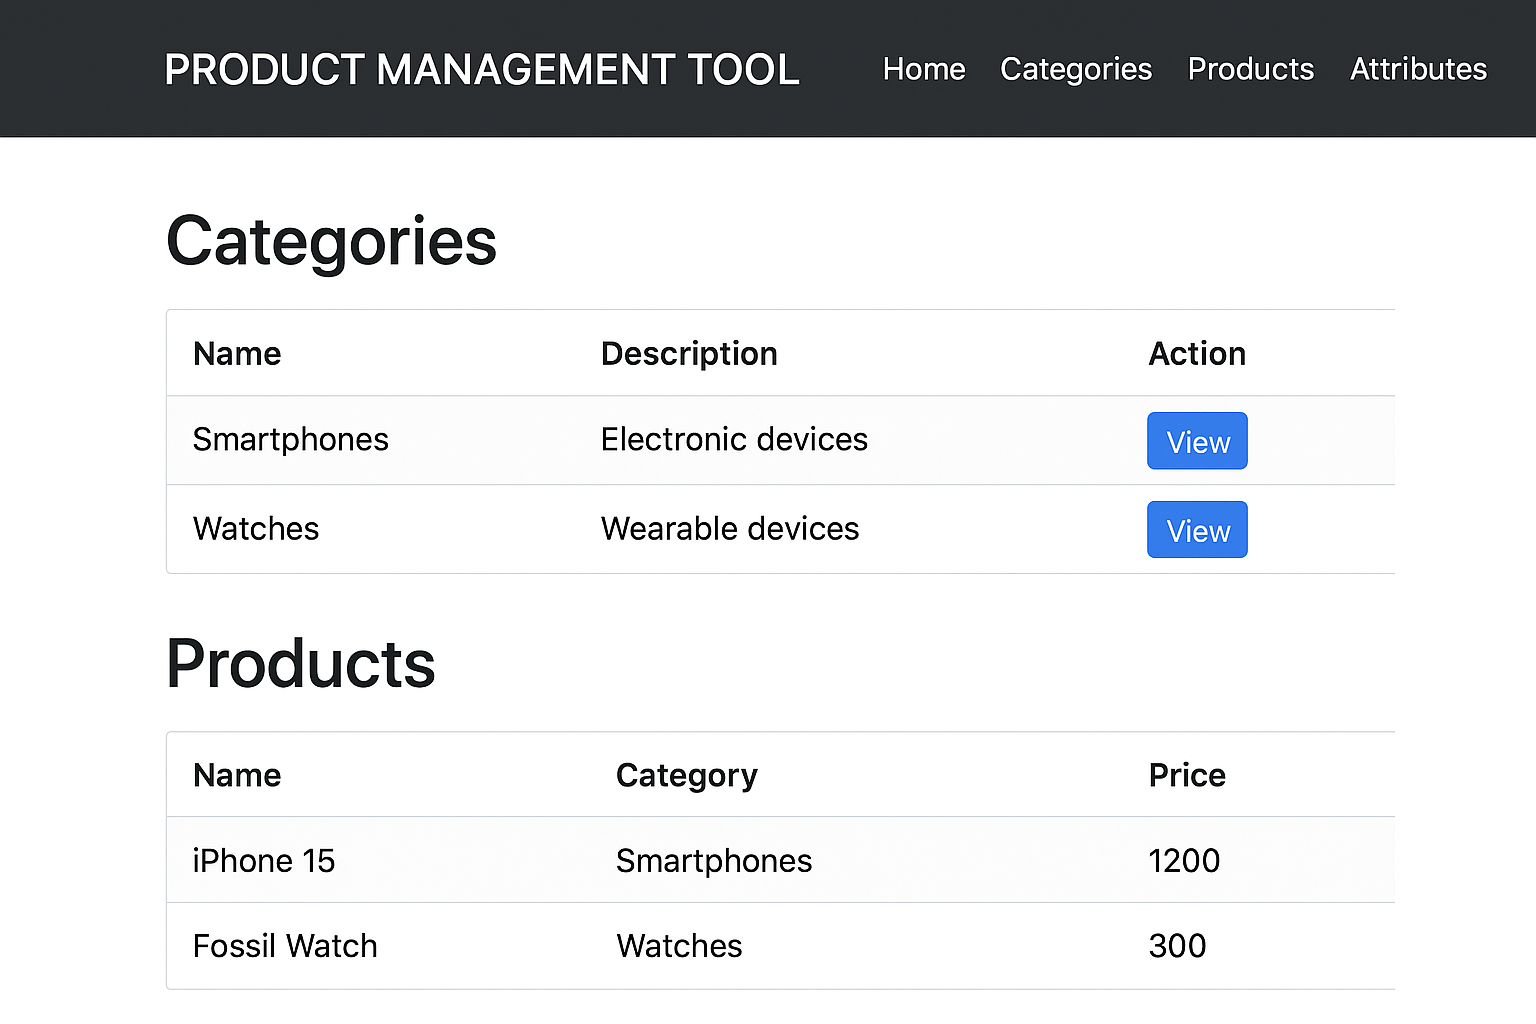 PRODUCT MANAGEMENT TOOL Home Categories Products Attributes
Categories
Name Description Action
Smartphones Electronic devices View
Watches Wearable devices View
Products
Name Category Price
iPhone 15 Smartphones 1200
Fossil Watch Watches 300